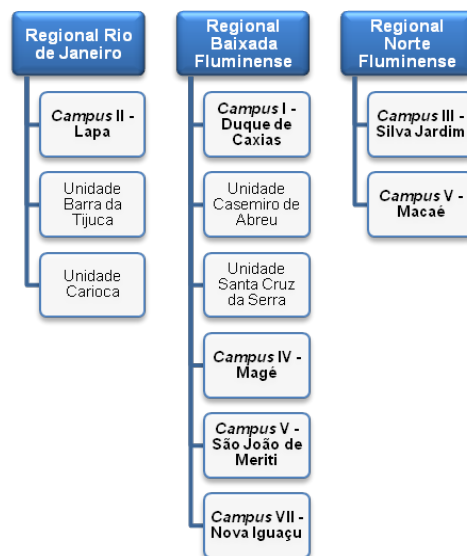 Regional Rio
de Janeiro
Campus II -
Lapa
Unidade
Barra da
Tijuca
Unidade
Carioca
Regional
Baixada
Fluminense
Campus I -
Duque de
Caxias
Unidade
Casemiro de
Abreu
Unidade
Santa Cruz
da Serra
Campus IV -
Magé
Campus V -
São João de
Meriti
Campus VII -
Nova Iguaçu
Regional
Norte
Fluminense
Campus III -
Silva Jardim
Campus V -
Macaé